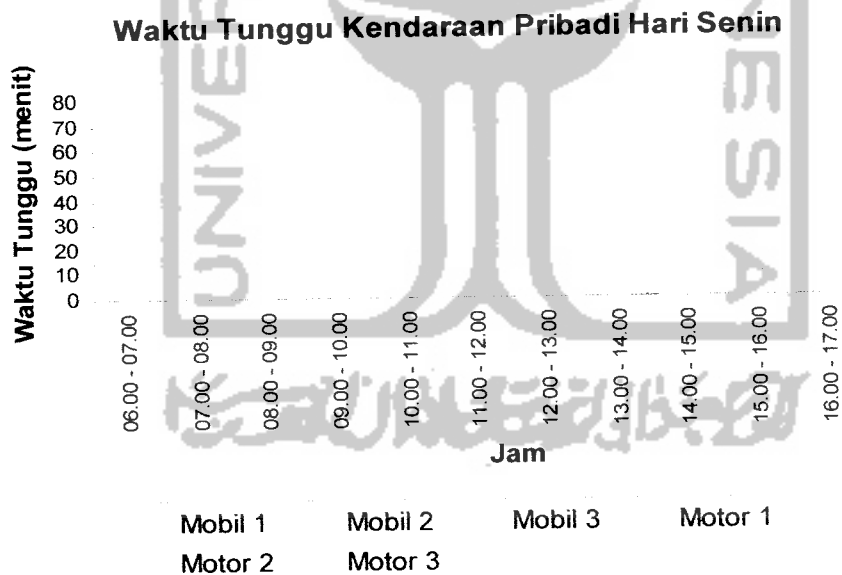 Waktu Tunggu Kendaraan Pribadi Hari Senin
Waktu Tunggu (menit)
80
70
60
50
40
30
20
10
0
06.00 - 07.00
07.00 - 08.00
08.00 - 09.00
09.00 - 10.00
10.00 - 11.00
11.00 - 12.00
12.00 - 13.00
13.00 - 14.00
14.00 - 15.00
15.00 - 16.00
16.00 - 17.00
Jam
Mobil 1 Mobil 2 Mobil 3 Motor 1
Motor 2 Motor 3